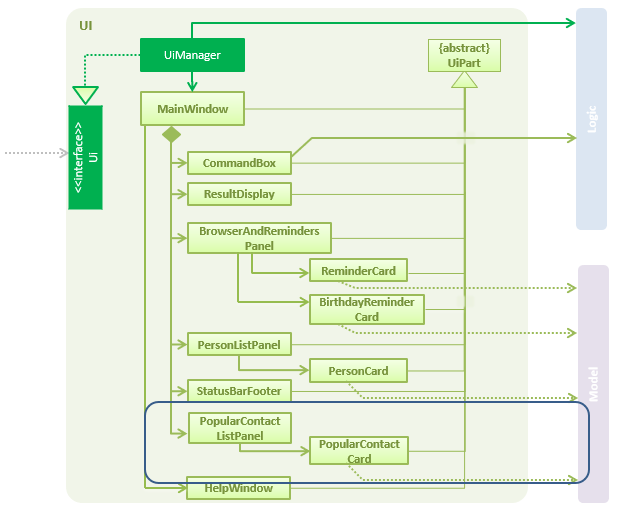 UI
UiManager
{abstract}
UiPart
Logic
<<interface>>
Ui
MainWindow
CommandBox
ResultDisplay
BrowserAndReminders
Panel
ReminderCard
BirthdayReminder
Card
PersonListPanel
PersonCard
Model
StatusBarFooter
PopularContact
ListPanel
PopularContact
Card
HelpWindow